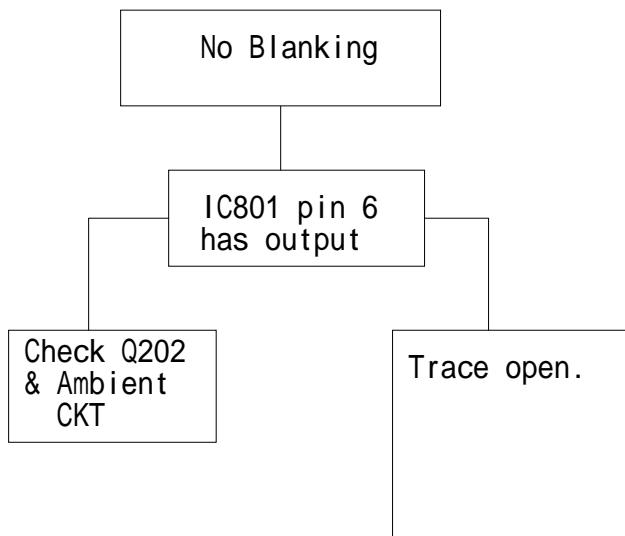 No Blanking
IC801 pin 6
has output
Check Q202
& Ambient
CKT
Trace open.